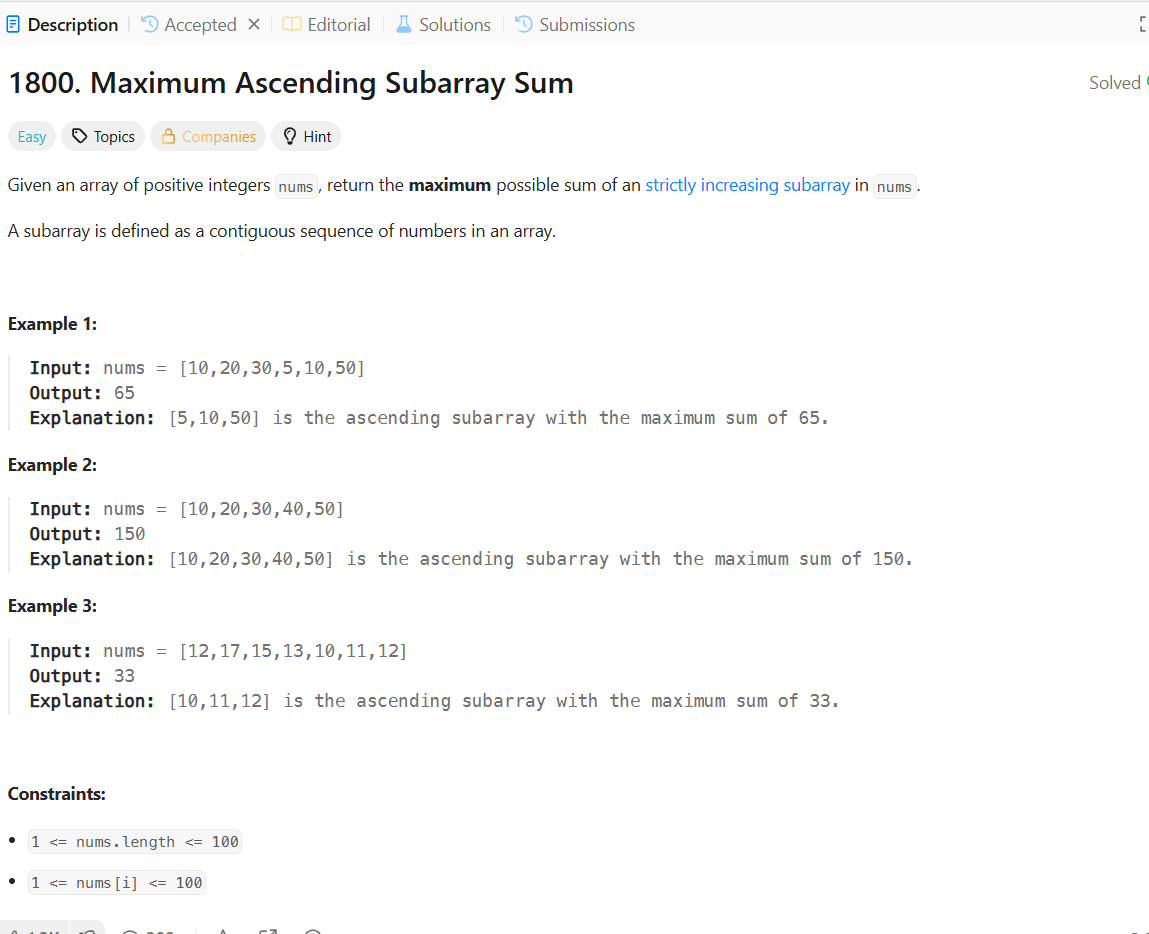 Description Accepted Editorial Solutions Submissions
1800. Maximum Ascending Subarray Sum
Solved
Easy Topics Companies Hint
Given an array of positive integers nums, return the maximum possible sum of an strictly increasing subarray in nums.
A subarray is defined as a contiguous sequence of numbers in an array.
Example 1:
Input: nums = [10,20,30,5,10,50]
Output: 65
Explanation: [5,10,50] is the ascending subarray with the maximum sum of 65.
Example 2:
Input: nums = [10,20,30,40,50]
Output: 150
Explanation: [10,20,30,40,50] is the ascending subarray with the maximum sum of 150.
Example 3:
Input: nums = [12,17,15,13,10,11,12]
Output: 33
Explanation: [10,11,12] is the ascending subarray with the maximum sum of 33.
Constraints:
1 <= nums.length <= 100
1 <= nums[i] <= 100